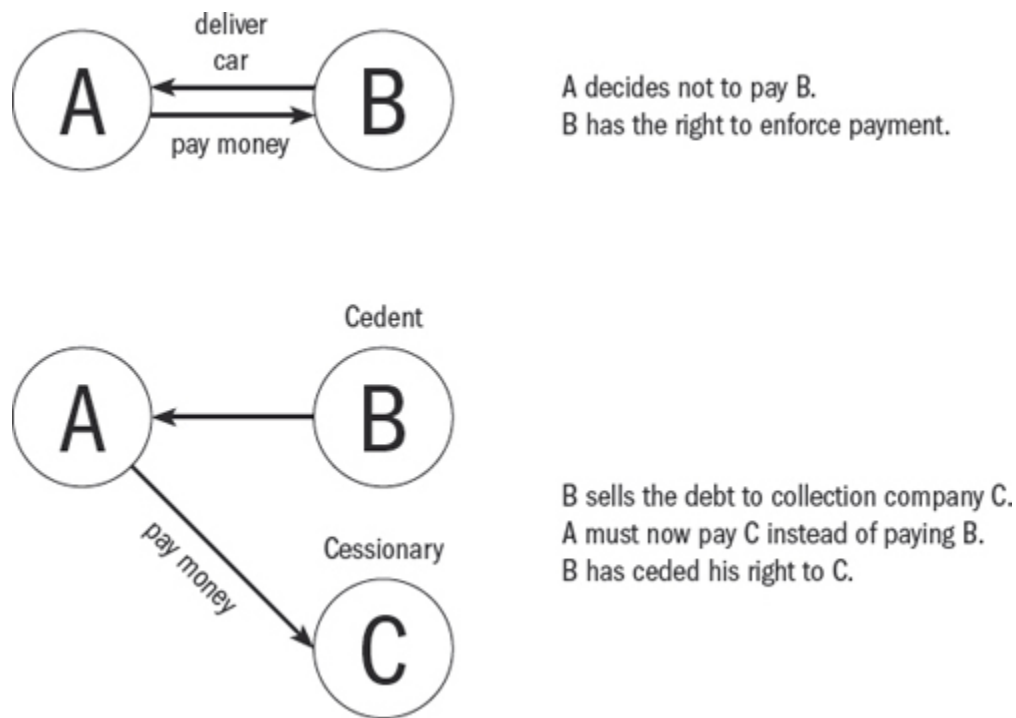 deliver
car
A
B
pay money
A decides not to pay B.
B has the right to enforce payment.
Cedent
A
B
B sells the debt to collection company C.
A must now pay C instead of paying B.
B has ceded his right to C.
pay money
Cessionary
C